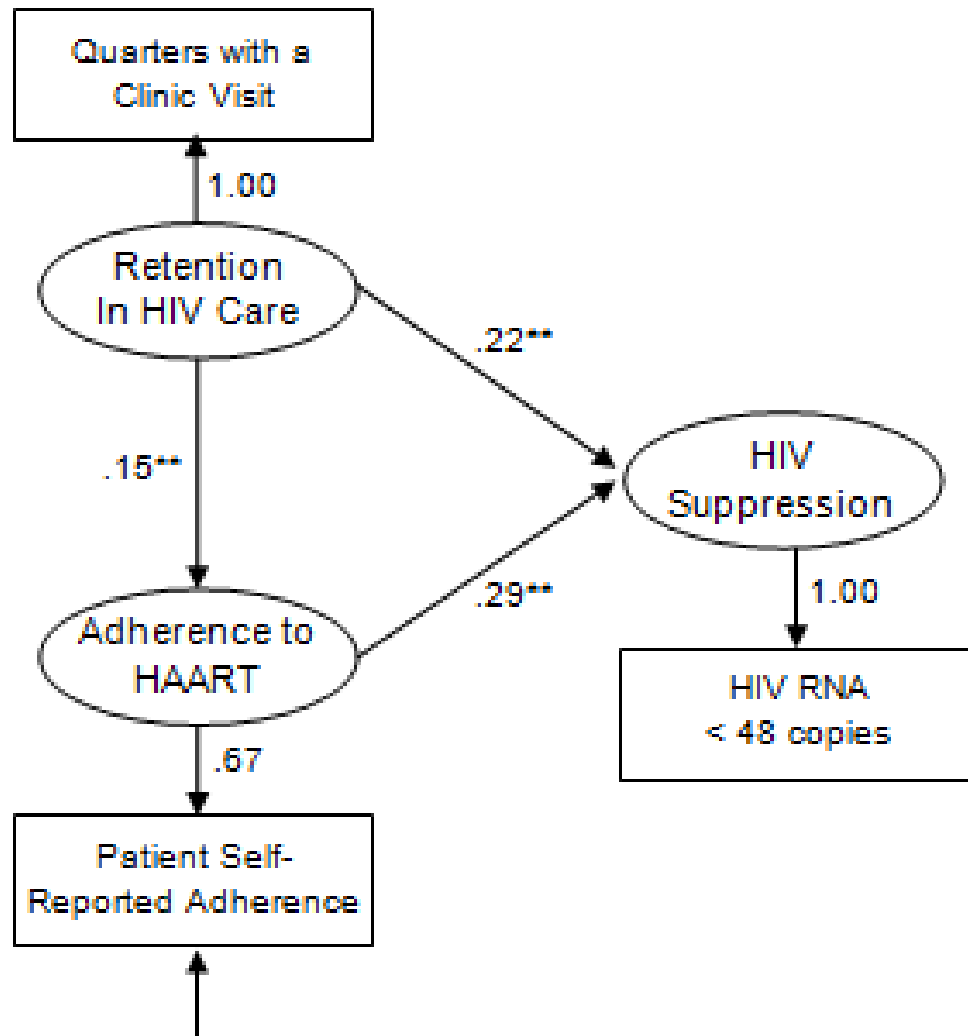 Quarters with a
Clinic Visit
1.00
Retention
In HIV Care
.22**
.15**
HIV
Suppression
.29**
1.00
Adherence to
HAART
HIV RNA
< 48 copies
.67
Patient Self-
Reported Adherence